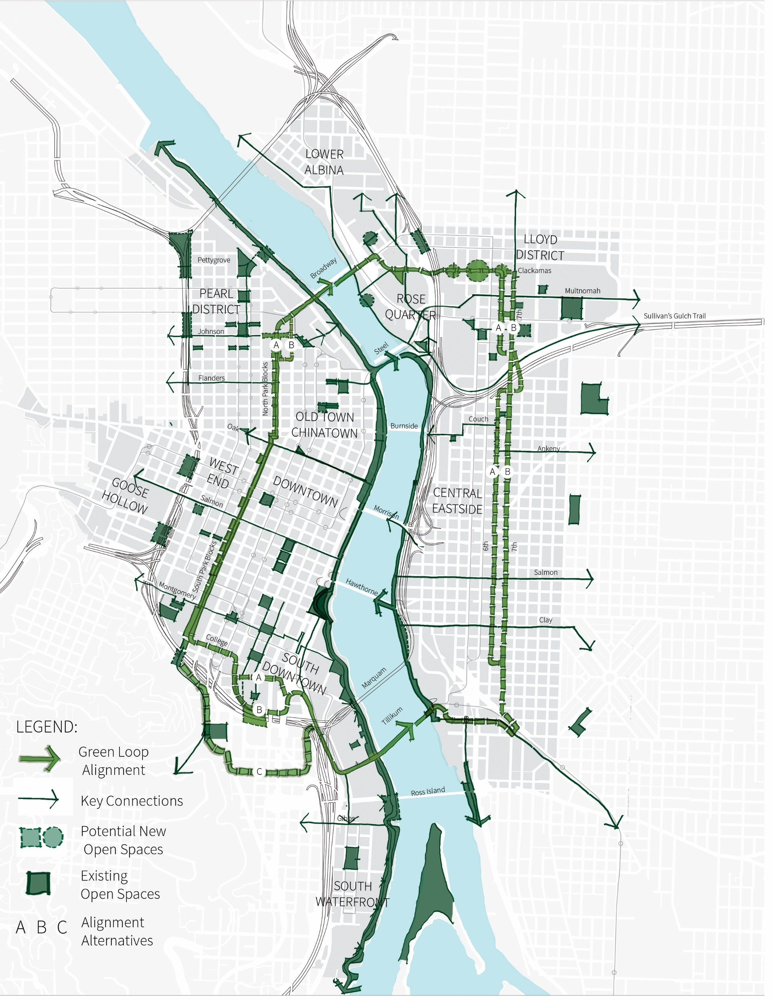 LOWER
ALBINA
LLOYD
DISTRICT
Pettygrove
Broadway
Clackamas
PEARL
DISTRICT
ROSE
QUARTER
Multnomah
7th
Sullivan's Gulch Trail
Johnson
A
B
A
B
Steel
Flanders
North Park Blocks
OLD TOWN
CHINATOWN
Oak
Couch
Burnside
Ankeny
WEST
END
GOOSE
HOLLOW
DOWNTOWN
A
B
Salmon
Morrison
CENTRAL
EASTSIDE
South Park Blocks
6th
7th
Salmon
Montgomery
Hawthorne
Clay
College
SOUTH
DOWNTOWN
A
Marquam
B
Tillikum
B
C
Ross Island
Gibbs
SOUTH
WATERFRONT
LEGEND:
Green Loop
Alignment
Key Connections
Potential New
Open Spaces
Existing
Open Spaces
A B C
Alignment
Alternatives